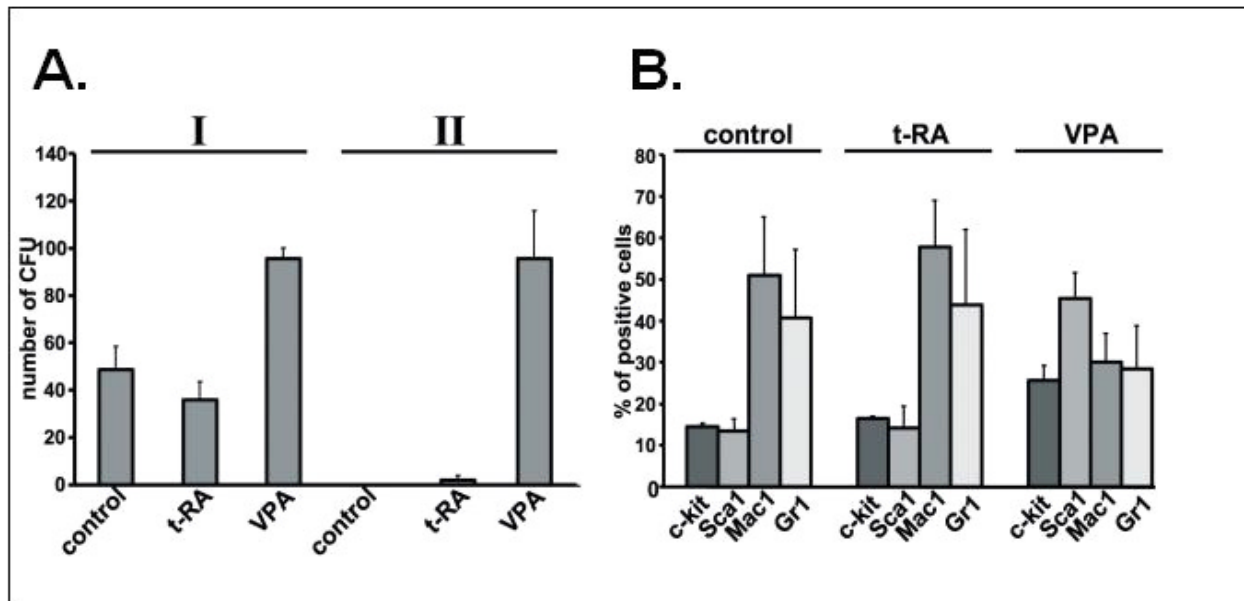 A.
I II
number of CFU
140
120
100
80
60
40
20
0
control t-RA VPA control t-RA VPA
B.
control t-RA VPA
% of positive cells
80
70
60
50
40
30
20
10
0
c-kit Sca1 Mac1 Gr1 c-kit Sca1 Mac1 Gr1 c-kit Sca1 Mac1 Gr1